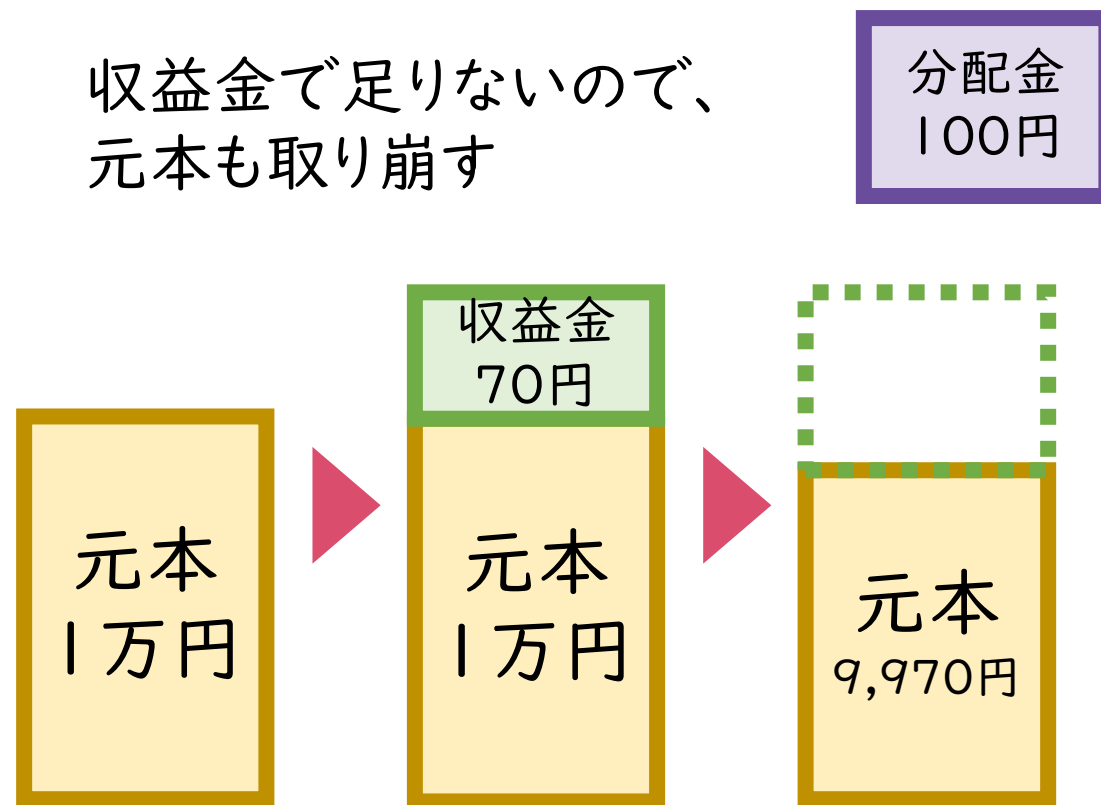 収益金で足りないので、
元本も取り崩す
分配金
100円
収益金
70円
元本
1万円
元本
1万円
元本
9,970円